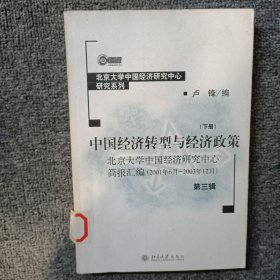 北京大学中国经济研究中心
研究系列
卢锋/编
(下册)
中国经济转型与经济政策
北京大学中国经济研究中心
简报汇编(2001年6月—2003年12月)
第三辑
北京大学出版社